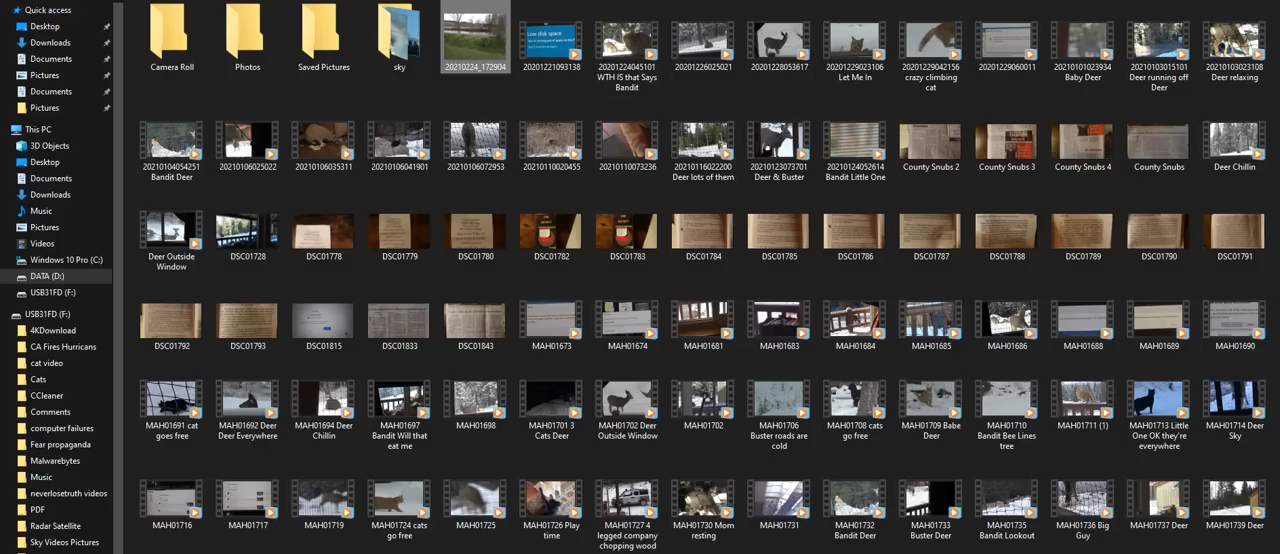 Quick access
Desktop
Downloads
Documents
Pictures
Documents
Pictures
This PC
3D Objects
Desktop
Documents
Downloads
Music
Pictures
Videos
Windows 10 Pro (C:)
DATA (D:)
USB31FD (F:)
USB31FD (F:)
4KDownload
CA Fires Hurricans
cat video
Cats
CCleaner
Comments
computer failures
Fear propaganda
Malwarebytes
Music
neverlosetruth videos
PDF
Radar Satellite
Sky Videos Pictures
Camera Roll
Photos
Saved Pictures
sky
20210224_172904
20201221093138
20201224045101
WTH IS that Says
Bandit
20201226025021
20201228053617
20201229023106
Let Me In
20201229042156
crazy climbing
cat
20201229060011
20210101023934
Baby Deer
20210103015101
Deer running off
Deer
20210103023108
Deer relaxing
20210104054251
Bandit Deer
20210106025022
20210106035311
20210106041901
20210106072953
20210110020455
20210110073236
20210116022200
Deer lots of them
20210123073701
Deer & Buster
20210124052614
Bandit Little One
County Snubs 2
County Snubs 3
County Snubs 4
County Snubs
Deer Chillin
Deer Outside
Window
DSC01728
DSC01778
DSC01779
DSC01780
DSC01782
DSC01783
DSC01784
DSC01785
DSC01786
DSC01787
DSC01788
DSC01789
DSC01790
DSC01791
DSC01792
DSC01793
DSC01815
DSC01833
DSC01843
MAH01673
MAH01674
MAH01681
MAH01683
MAH01684
MAH01685
MAH01686
MAH01688
MAH01689
MAH01690
MAH01691 cat
goes free
MAH01692 Deer
Deer Everywhere
MAH01694 Deer
Chillin
MAH01697
Bandit Will that
eat me
MAH01698
MAH01701 3
Cats Deer
MAH01702 Deer
Outside Window
MAH01702
MAH01706
Buster roads are
cold
MAH01708 cats
go free
MAH01709 Babe
Deer
MAH01710
Bandit Bee Lines
tree
MAH01711 (1)
MAH01713 Little
One OK they're
everywhere
MAH01714 Deer
Sky
MAH01716
MAH01717
MAH01719
MAH01724 cats
go free
MAH01725
MAH01726 Play
time
MAH01727 4
legged company
chopping wood
MAH01730 Mom
resting
MAH01731
MAH01732
Bandit Deer
MAH01733
Buster Deer
MAH01735
Bandit Lookout
MAH01736 Big
Guy
MAH01737 Deer
MAH01739 Deer